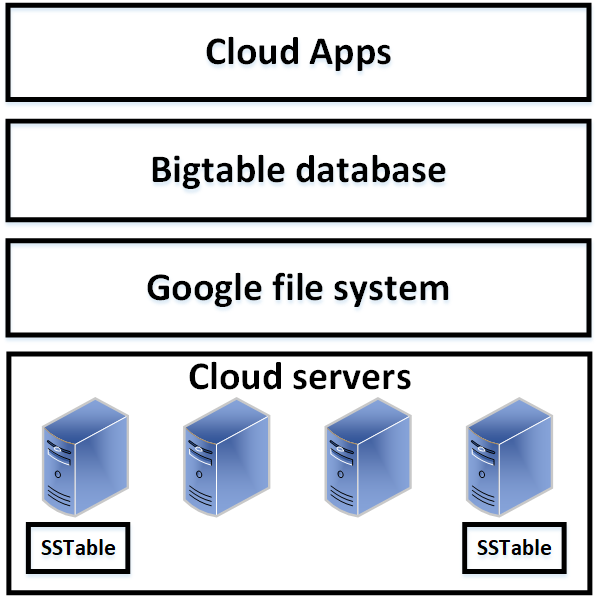 Cloud Apps
Bigtable database
Google file system
Cloud servers
SSTable
SSTable